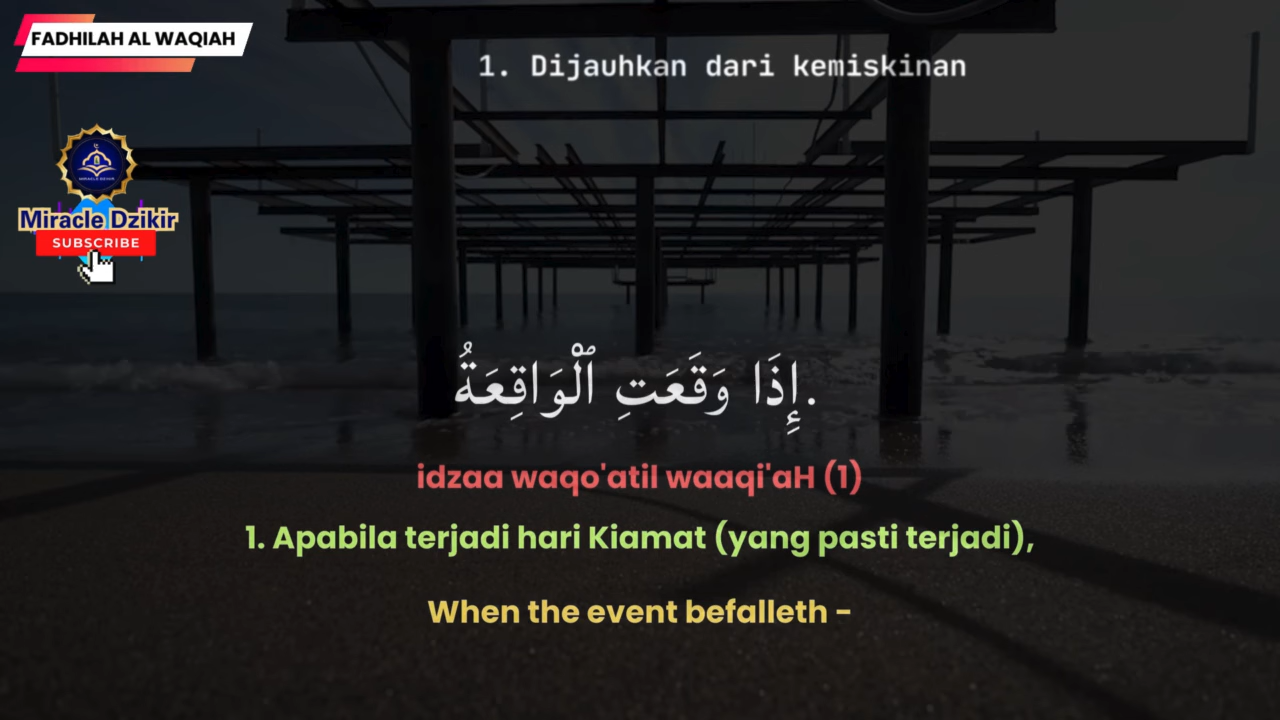 FADHILAH AL WAQIAH
1. Dijauhkan dari kemiskinan
Miracle Dzikir
SUBSCRIBE
إِذَا وَقَعَتِ ٱلْوَاقِعَةُ.
idzaa waqo'atil waaqi'aH (1)
1. Apabila terjadi hari Kiamat (yang pasti terjadi),
When the event befalleth -